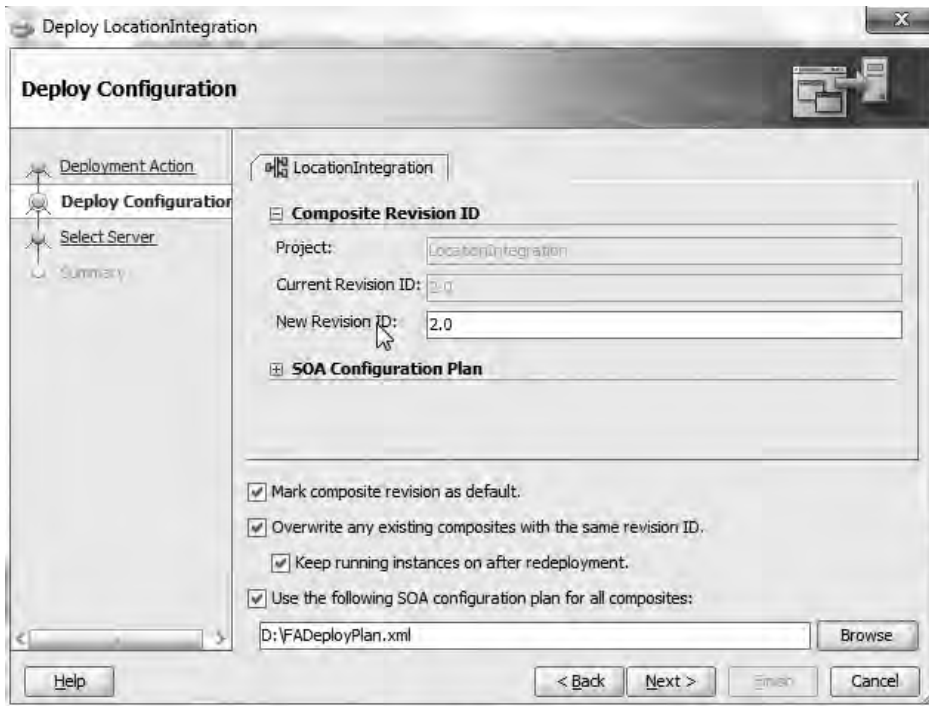 Deploy LocationIntegration
X
Deploy Configuration
Deployment Action
Deploy Configuration
Select Server
Summary
LocationIntegration
Composite Revision ID
Project: LocationIntegration
Current Revision ID: 2.0
New Revision ID: 2.0
SOA Configuration Plan
Mark composite revision as default.
Overwrite any existing composites with the same revision ID.
Keep running instances on after redeployment.
Use the following SOA configuration plan for all composites:
D:\FADeployPlan.xml Browse
Help < Back Next > Finish Cancel